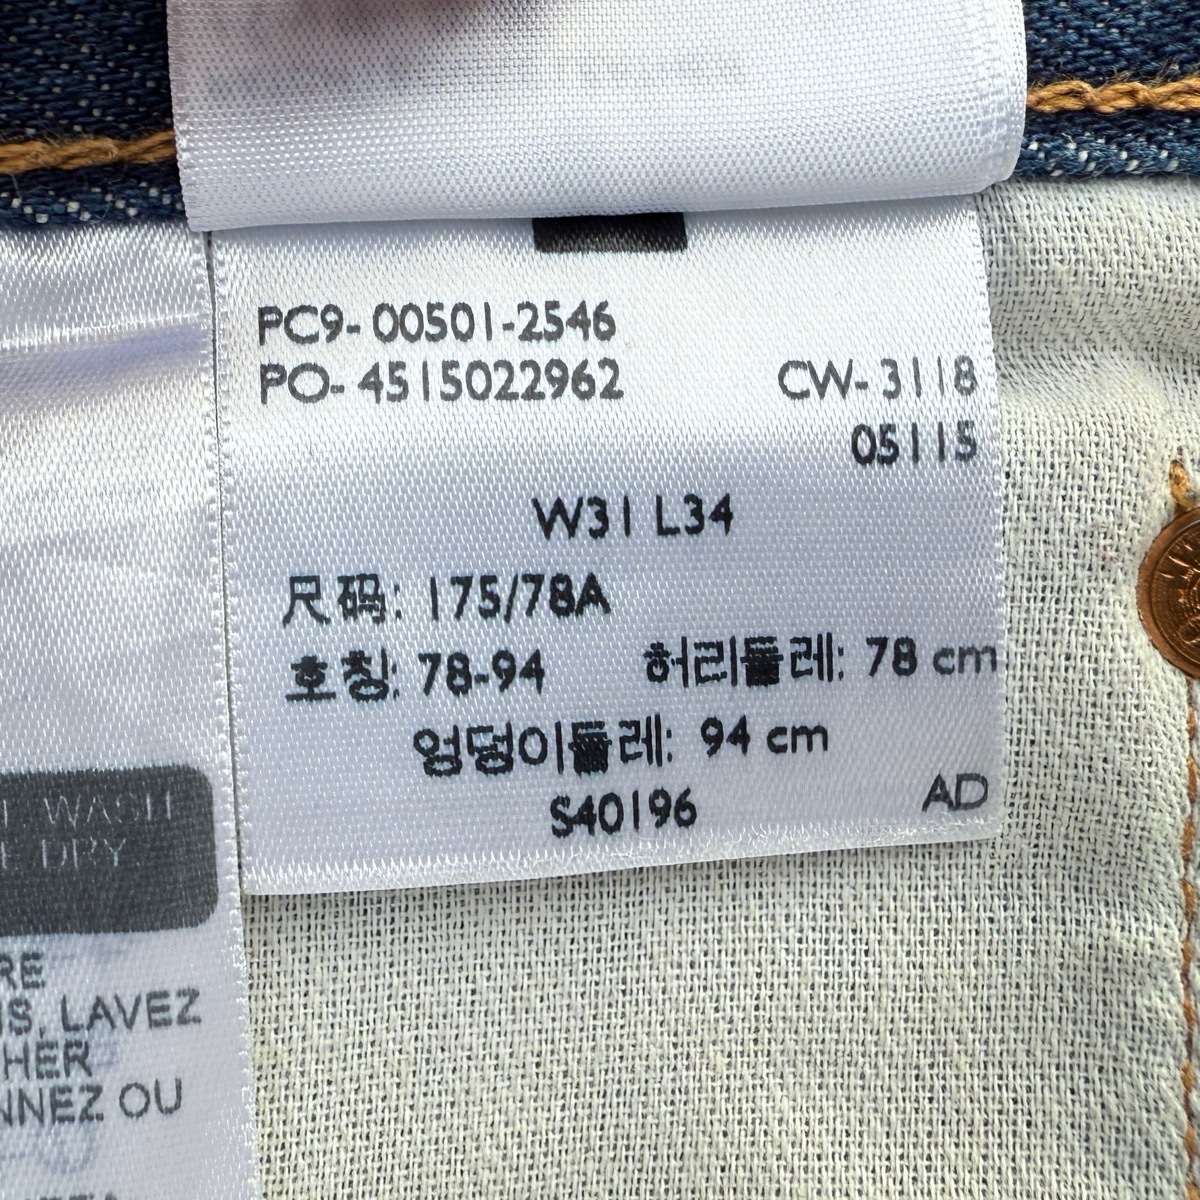 PC9- 00501-2546
PO- 4515022962
CW- 3118
05115
W31 L34
尺码: 175/78A
호칭: 78-94 허리둘레: 78 cm
엉덩이둘레: 94 cm
S40196
AD
WASH
DRY
LAVEZ
OU